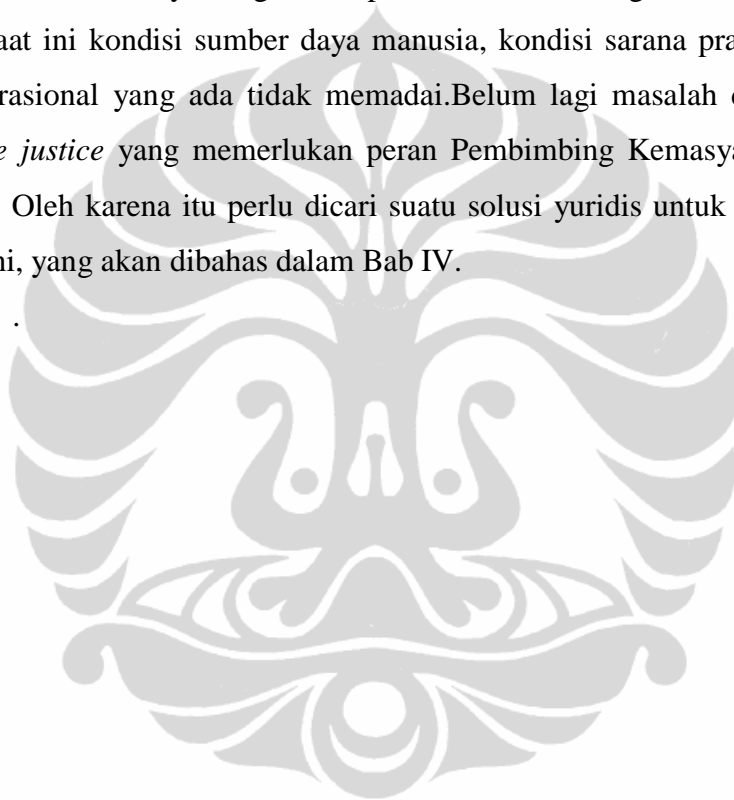 aat ini kondisi sumber daya manusia, kondisi sarana pra
rasional yang ada tidak memadai.Belum lagi masalah
e justice yang memerlukan peran Pembimbing Kemasya
Oleh karena itu perlu dicari suatu solusi yuridis untuk
ni, yang akan dibahas dalam Bab IV.
.